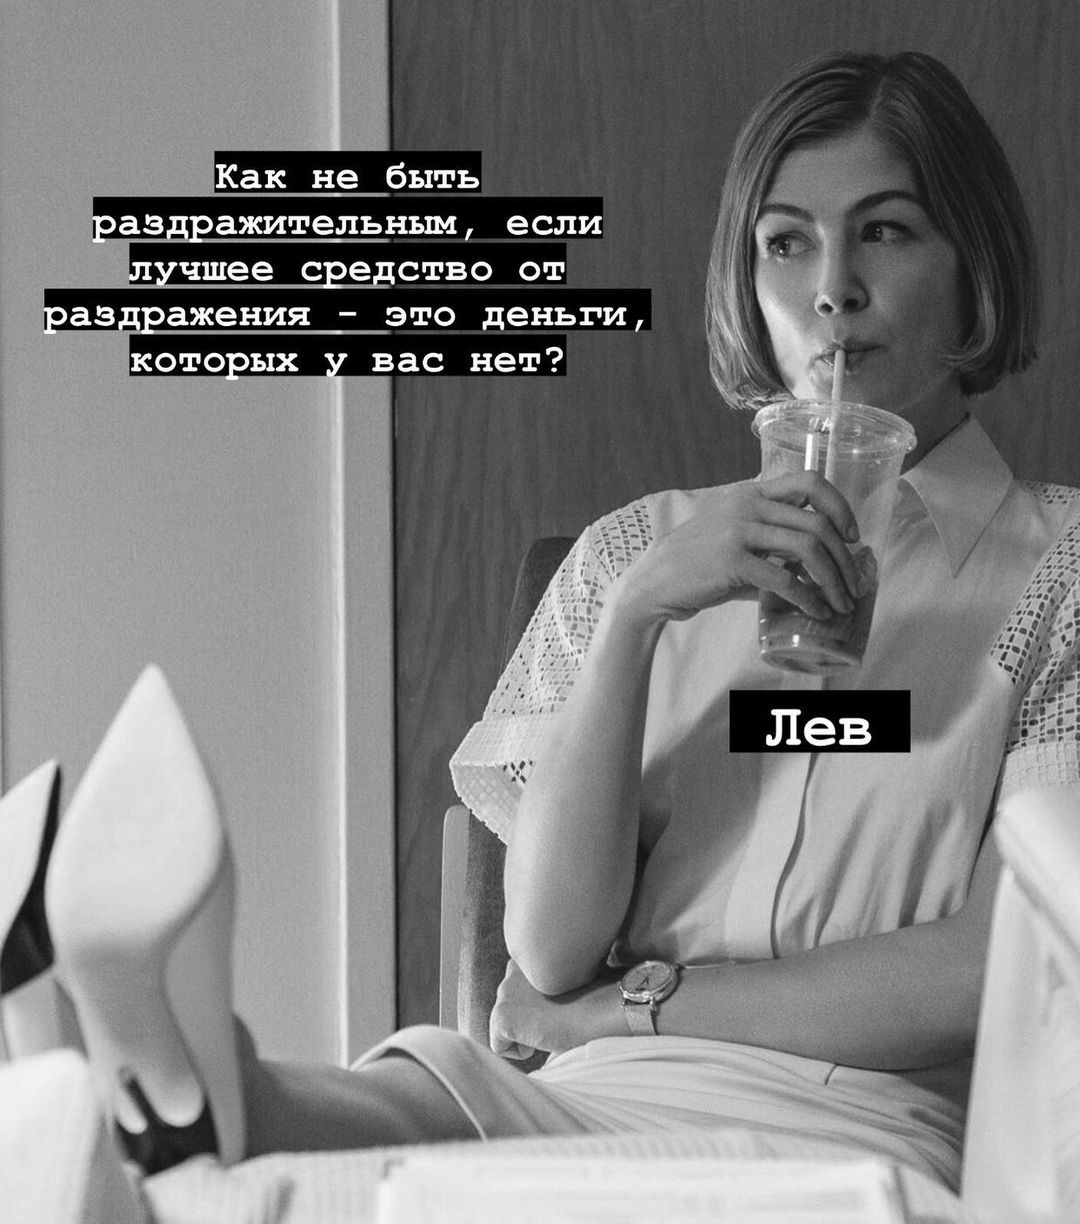 Как не быть
раздражительным, если
лучшее средство от
раздражения - это деньги,
которых у вас нет?
Лев